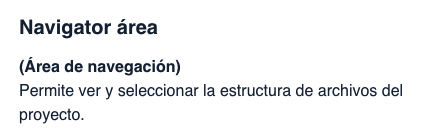 Navigator área
(Área de navegación)
Permite ver y seleccionar la estructura de archivos del
proyecto.